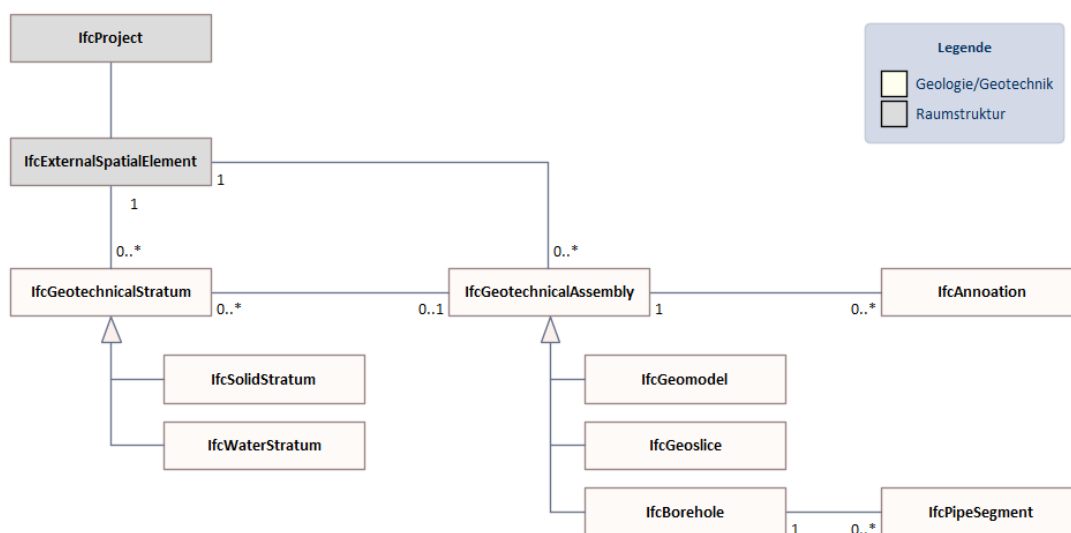 IfcProject
Legende
Geologie/Geotechnik
Raumstruktur
IfcExternalSpatialElement
1
1
0..*
0..*
IfcGeotechnicalStratum
0..*
0..1
IfcGeotechnicalAssembly
1
0..*
IfcAnnoation
IfcSolidStratum
IfcGeomodel
IfcWaterStratum
IfcGeoslice
IfcBorehole
1
0..*
IfcPipeSegment